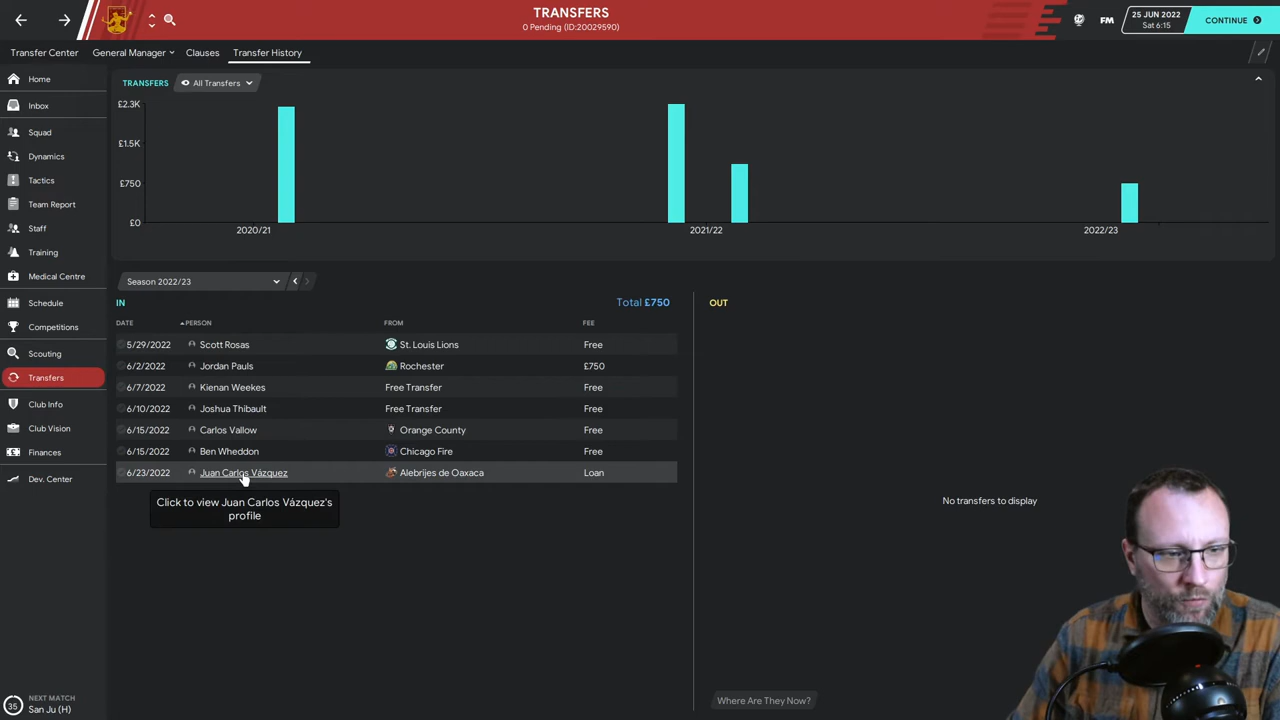 TRANSFERS
0 Pending (ID:20029590)
FM
25 JUN 2022
Sat 6:15
CONTINUE
Transfer Center
General Manager
Clauses
Transfer History
Home
Inbox
Squad
Dynamics
Tactics
Team Report
Staff
Training
Medical Centre
Schedule
Competitions
Scouting
Transfers
Club Info
Club Vision
Finances
Dev. Center
35
NEXT MATCH
San Ju (H)
TRANSFERS
All Transfers
£2.3K
£1.5K
£750
£0
2020/21
2021/22
2022/23
Season 2022/23
IN
Total £750
DATE PERSON FROM FEE
5/29/2022 Scott Rosas St. Louis Lions Free
6/2/2022 Jordan Pauls Rochester £750
6/7/2022 Kienan Weekes Free Transfer Free
6/10/2022 Joshua Thibault Free Transfer Free
6/15/2022 Carlos Vallow Orange County Free
6/15/2022 Ben Wheddon Chicago Fire Free
6/23/2022 Juan Carlos Vázquez Alebrijes de Oaxaca Loan
Click to view Juan Carlos Vázquez's
profile
OUT
No transfers to display
Where Are They Now?